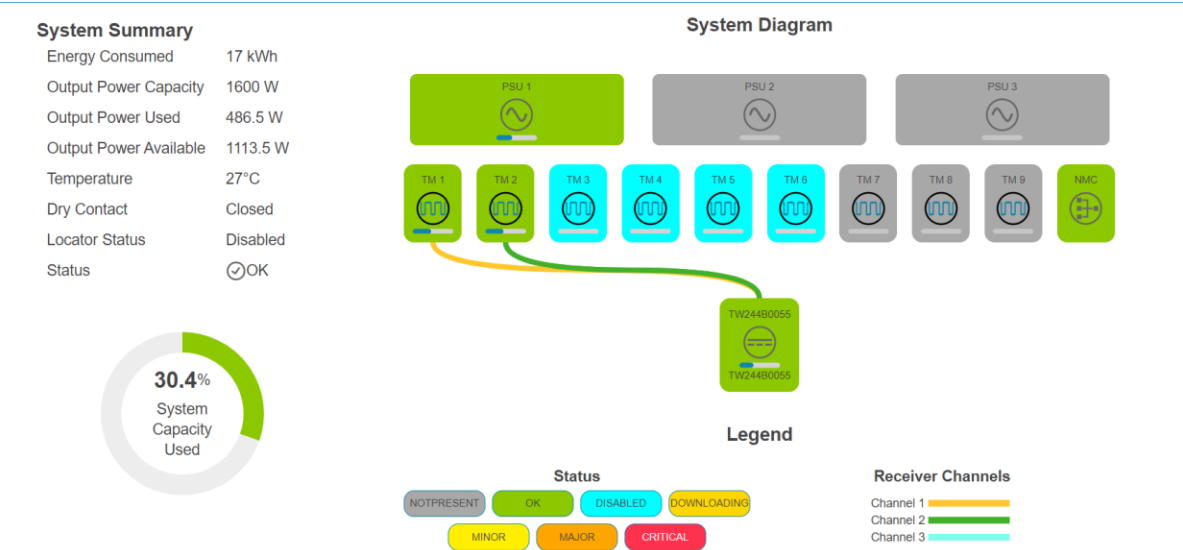 System Summary
Energy Consumed 17 kWh
Output Power Capacity 1600 W
Output Power Used 486.5 W
Output Power Available 1113.5 W
Temperature 27°C
Dry Contact Closed
Locator Status Disabled
Status OK
30.4%
System
Capacity
Used
System Diagram
PSU 1 PSU 2 PSU 3
TM 1 TM 2 TM 3 TM 4 TM 5 TM 6 TM 7 TM 8 TM 9 NMC
TW244B0055
TW244B0055
Legend
Status
NOTPRESENT OK DISABLED DOWNLOADING
MINOR MAJOR CRITICAL
Receiver Channels
Channel 1
Channel 2
Channel 3